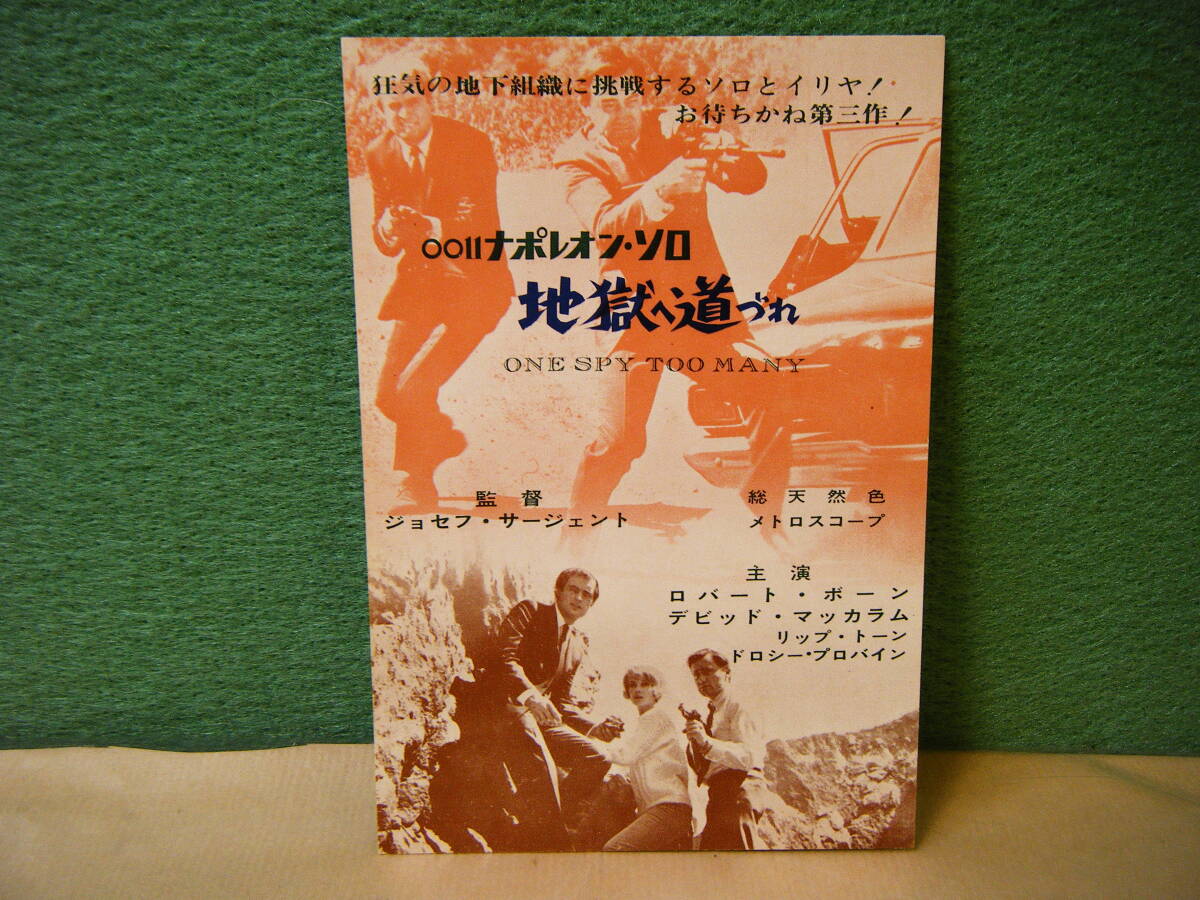 狂気の地下組織に挑戦するソロとイリヤ!
お待ちかね第三作!
0011ナポレオン・ソロ
地獄へ道づれ
ONE SPY TOO MANY
監督
ジョセフ・サージェント
総天然色
メトロスコープ
主演
ロバート・ボーン
デビッド・マッカラム
リップ・トーン
ドロシー・プロバイン